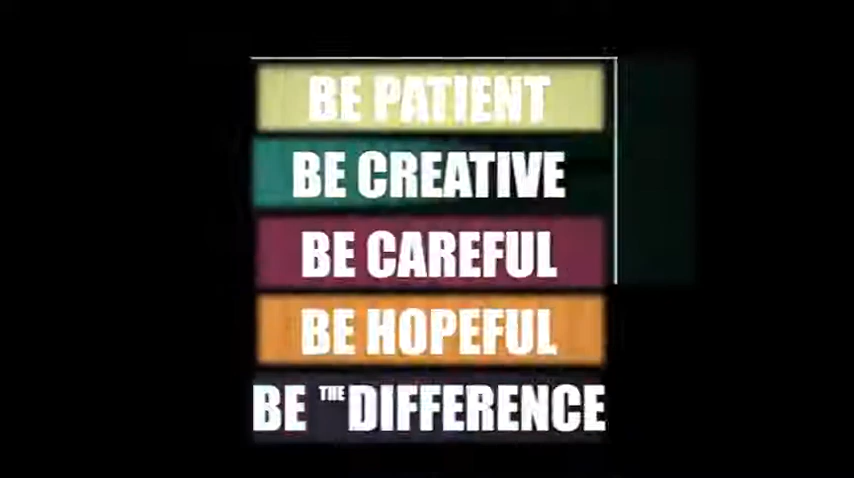 BE PATIENT
BE CREATIVE
BE CAREFUL
BE HOPEFUL
BE THE DIFFERENCE